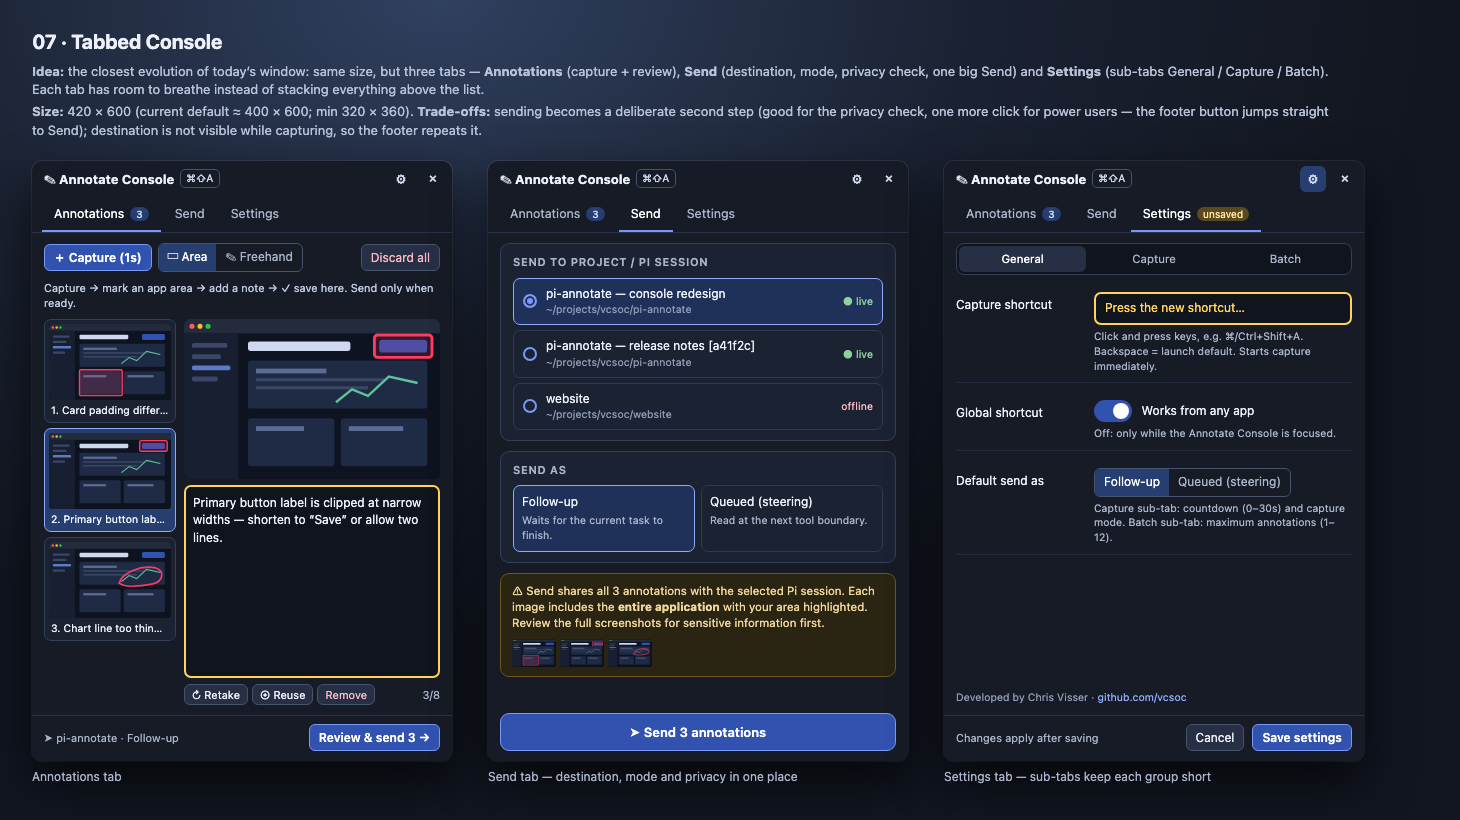 07 · Tabbed Console
Idea: the closest evolution of today's window: same size, but three tabs — Annotations (capture + review), Send (destination, mode, privacy check, one big Send) and Settings (sub-tabs General / Capture / Batch).
Each tab has room to breathe instead of stacking everything above the list.
Size: 420 × 600 (current default ≈ 400 × 600; min 320 × 360). Trade-offs: sending becomes a deliberate second step (good for the privacy check, one more click for power users — the footer button jumps straight
to Send); destination is not visible while capturing, so the footer repeats it.
✎ Annotate Console ⌘⇧A ⚙ ×
Annotations 3 Send Settings
+ Capture (1s) ▭ Area ✎ Freehand Discard all
Capture → mark an app area → add a note → ✓ save here. Send only when
ready.
1. Card padding differ...
2. Primary button lab...
3. Chart line too thin...
Primary button label is clipped at narrow
widths — shorten to "Save" or allow two
lines.
↻ Retake ⊙ Reuse Remove 3/8
➤ pi-annotate · Follow-up Review & send 3 →
Annotations tab
✎ Annotate Console ⌘⇧A ⚙ ×
Annotations 3 Send Settings
SEND TO PROJECT / PI SESSION
pi-annotate — console redesign
~/projects/vcsoc/pi-annotate
● live
pi-annotate — release notes [a41f2c]
~/projects/vcsoc/pi-annotate
● live
website
~/projects/vcsoc/website
offline
SEND AS
Follow-up
Waits for the current task to
finish.
Queued (steering)
Read at the next tool boundary.
⚠ Send shares all 3 annotations with the selected Pi session. Each
image includes the entire application with your area highlighted.
Review the full screenshots for sensitive information first.
➤ Send 3 annotations
Send tab — destination, mode and privacy in one place
✎ Annotate Console ⌘⇧A ⚙ ×
Annotations 3 Send Settings unsaved
General Capture Batch
Capture shortcut
Press the new shortcut...
Click and press keys, e.g. ⌘/Ctrl+Shift+A.
Backspace = launch default. Starts capture
immediately.
Global shortcut
Works from any app
Off: only while the Annotate Console is focused.
Default send as
Follow-up Queued (steering)
Capture sub-tab: countdown (0–30s) and capture
mode. Batch sub-tab: maximum annotations (1–
12).
Developed by Chris Visser · github.com/vcsoc
Changes apply after saving Cancel Save settings
Settings tab — sub-tabs keep each group short